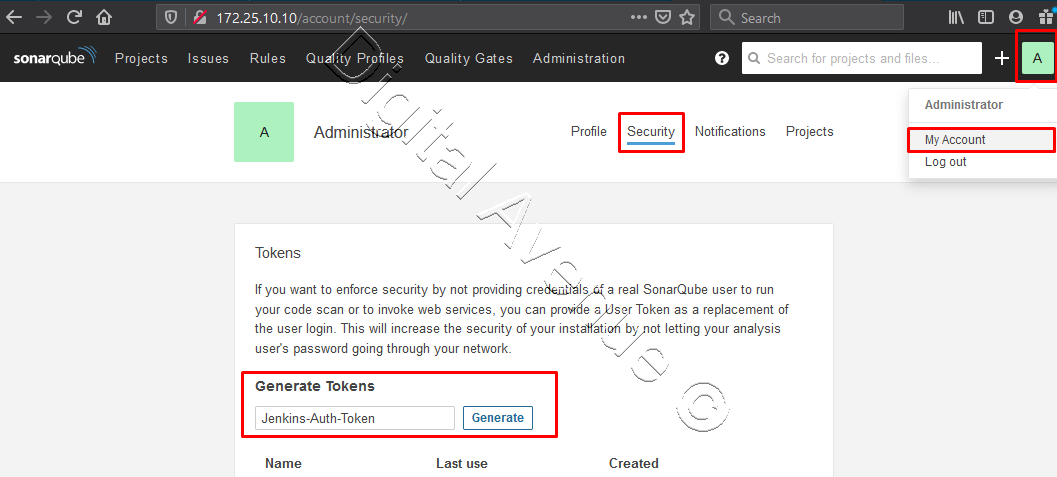 172.25.10.10/account/security/
Search
sonarqube
Projects
Issues
Rules
Quality Profiles
Quality Gates
Administration
?
Search for projects and files...
A
A
Administrator
Profile
Security
Notifications
Projects
Administrator
My Account
Log out
Tokens
If you want to enforce security by not providing credentials of a real SonarQube user to run
your code scan or to invoke web services, you can provide a User Token as a replacement of
the user login. This will increase the security of your installation by not letting your analysis
user's password going through your network.
Generate Tokens
Jenkins-Auth-Token
Generate
Name
Last use
Created
Digital Avenue ©